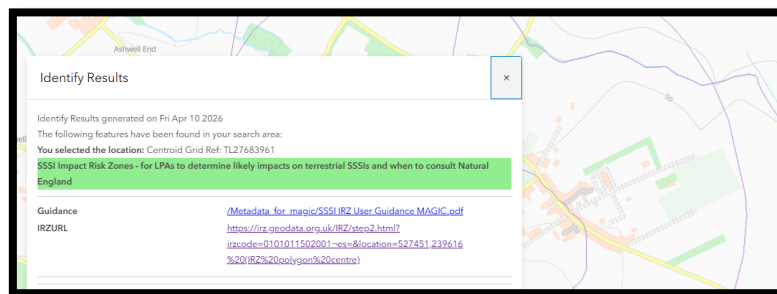 Ashwell End
Identify Results
×
Identify Results generated on Fri Apr 10 2026
The following features have been found in your search area:
You selected the location: Centroid Grid Ref: TL27683961
SSSI Impact Risk Zones - for LPAs to determine likely impacts on terrestrial SSSIs and when to consult Natural
England
Guidance /Metadata_for_magic/SSSI IRZ User Guidance MAGIC.pdf
IRZURL https://irz.geodata.org.uk/IRZ/step2.html?
irzcode=0101011502001¬es=&location=527451,239616
%20(IRZ%20polygon%20centre)
50